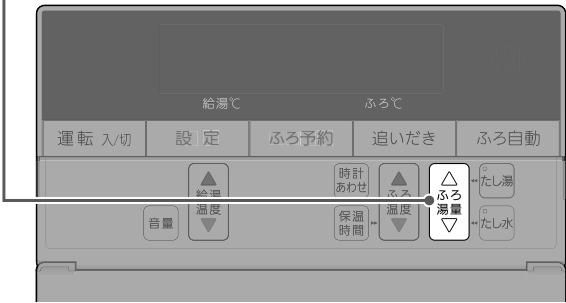 給湯℃ ふろ℃
運転 入/切 設定 ふろ予約 追いだき ふろ自動
給湯
温度
音量
時計
あわせ
保温
時間
ふろ
温度
ふろ
湯量
たし湯
たし水